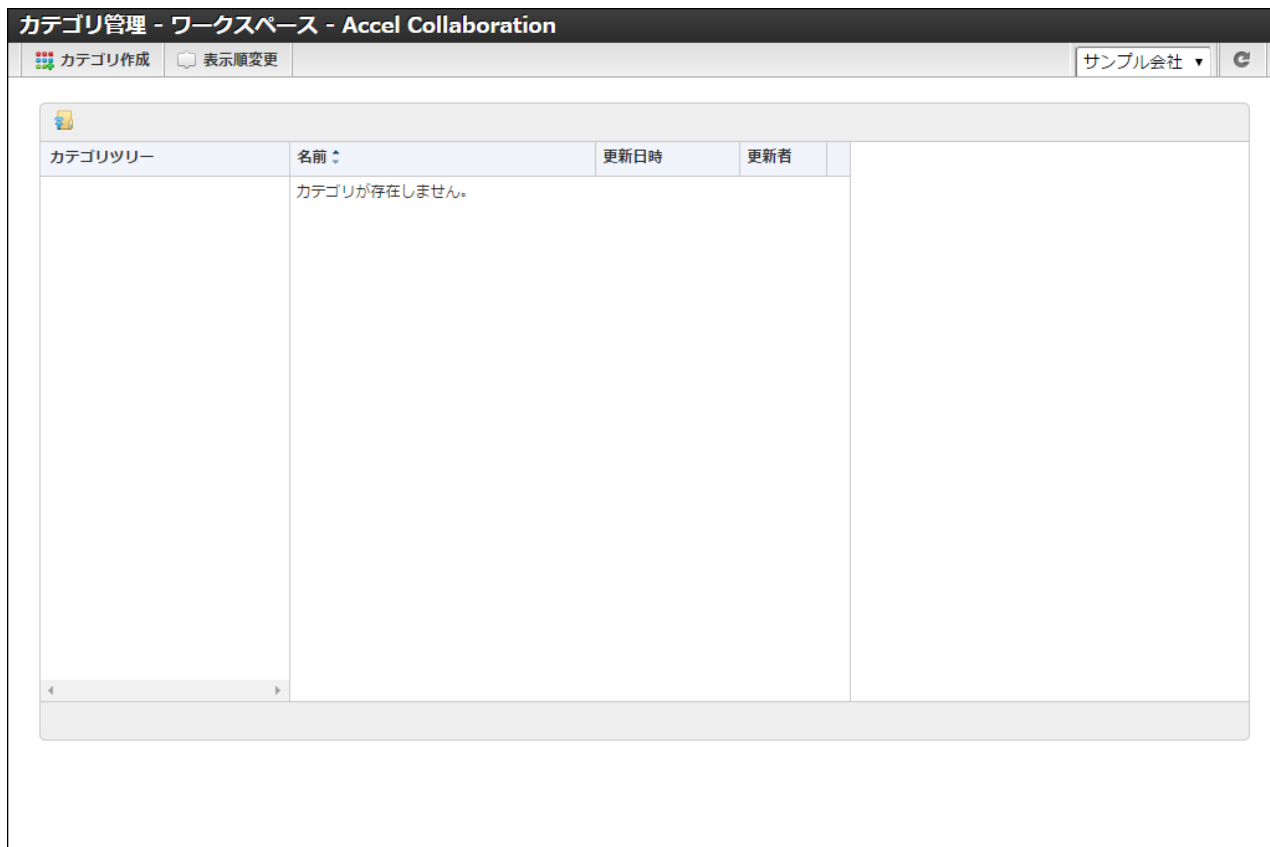 カテゴリ管理 - ワークスペース - Accel Collaboration
カテゴリ作成 表示順変更 サンプル会社
カテゴリツリー 名前 更新日時 更新者
カテゴリが存在しません。